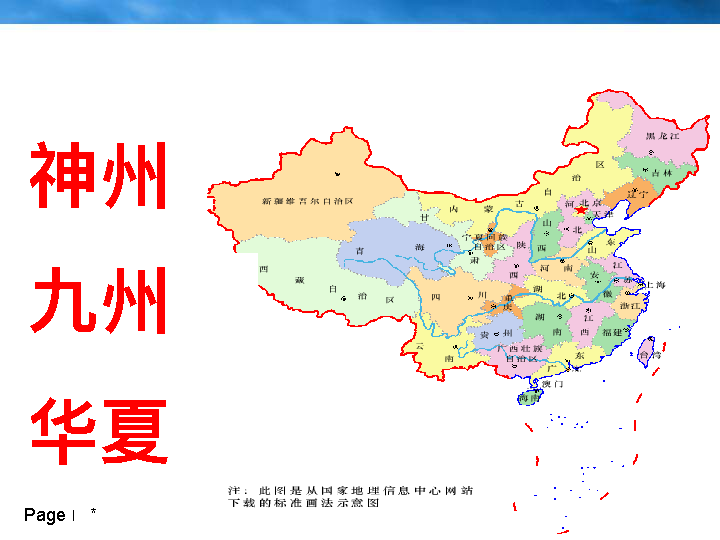 神州
九州
华夏
黑龙江
吉林
辽宁
内蒙古自治区
新疆维吾尔自治区
北京
天津
河北
山西
山东
宁夏回族
自治区
甘肃
青海
陕西
河南
江苏
安徽
上海
西藏自治区
四川
重庆
湖北
浙江
湖南
江西
福建
贵州
云南
广西壮族
自治区
广东
台湾
澳门
海南
注：此图是从国家地理信息中心网站
下载的标准画法示意图
Page | *